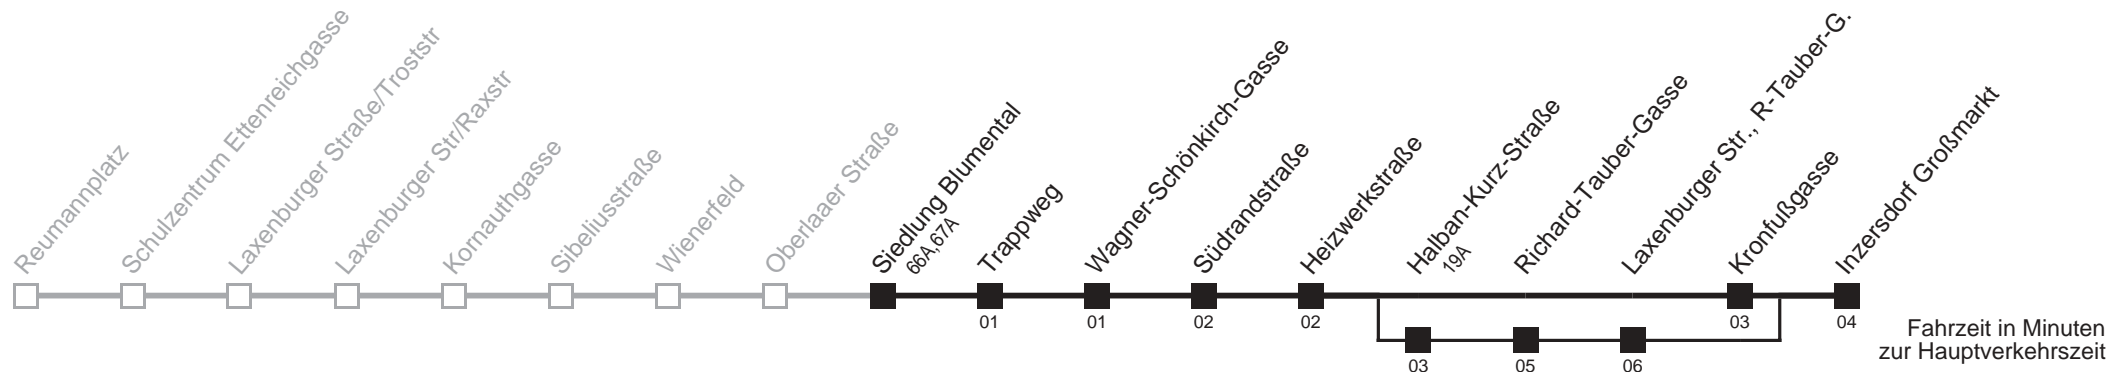 Reumannplatz
Schulzentrum Ettenreichgasse
Laxenburger Straße/Troststr
Laxenburger Str/Raxstr
Kornauthgasse
Sibeliusstraße
Wienerfeld
Oberlaaer Straße
Siedlung Blumental
66A,67A
Trappweg
Wagner-Schönkirch-Gasse
Südrandstraße
Heizwerkstraße
Halban-Kurz-Straße
19A
Richard-Tauber-Gasse
Laxenburger Str., R-Tauber-G.
Kronfußgasse
Inzersdorf Großmarkt
01
01
02
02
03
04
03
05
06
Fahrzeit in Minuten
zur Hauptverkehrszeit